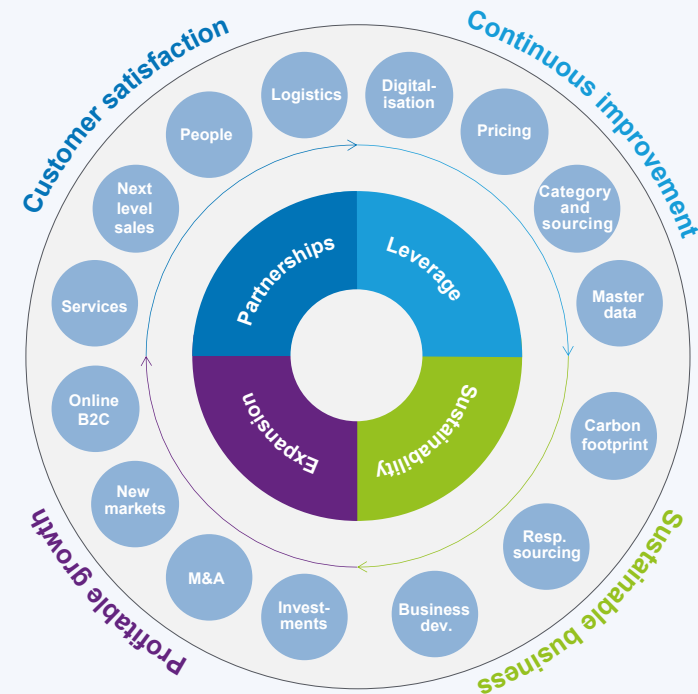 Customer satisfaction
Continuous improvement
Logistics
Digital-
isation
People
Pricing
Next
level
sales
Category
and
sourcing
Services
Master
data
Partnerships
Leverage
Expansion
Sustainability
Online
B2C
Carbon
footprint
New
markets
Resp.
sourcing
M&A
Invest-
ments
Business
dev.
Profitable growth
Sustainable business